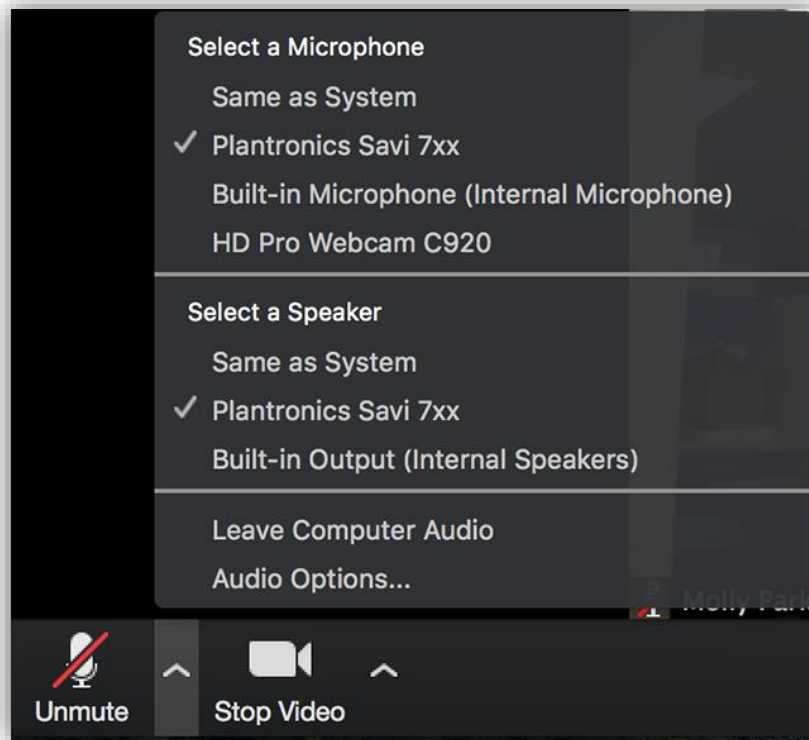 Select a Microphone
Same as System
Plantronics Savi 7xx
Built-in Microphone (Internal Microphone)
HD Pro Webcam C920
Select a Speaker
Same as System
Plantronics Savi 7xx
Built-in Output (Internal Speakers)
Leave Computer Audio
Audio Options...
Molly Park
Unmute Stop Video